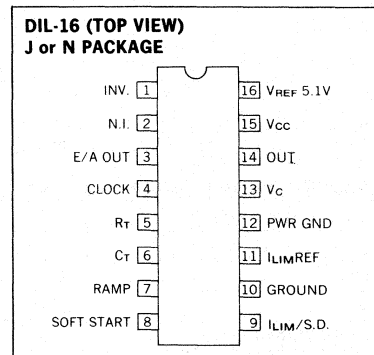 DIL-16 (TOP VIEW)
J or N PACKAGE
INV. 1 16 VREF 5.1V
N.I. 2 15 VCC
E/A OUT 3 14 OUT
CLOCK 4 13 VC
RT 5 12 PWR GND
CT 6 11 ILIMREF
RAMP 7 10 GROUND
SOFT START 8 9 ILIM/S.D.